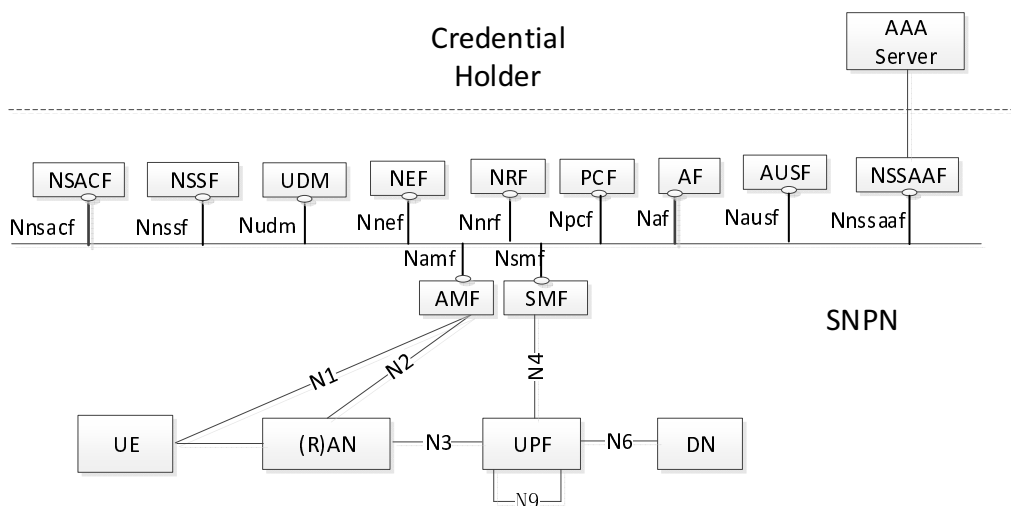 Credential
Holder
AAA
Server
NSACF
NSSF
UDM
NEF
NRF
PCF
AF
AUSF
NSSAAF
Nnsacf
Nnssf
Nudm
Nnef
Nnrf
Npcf
Naf
Nausf
Nnssaaf
Namf
Nsmf
AMF
SMF
SNPN
N1
N2
N4
UE
(R)AN
N3
UPF
N6
DN
N9